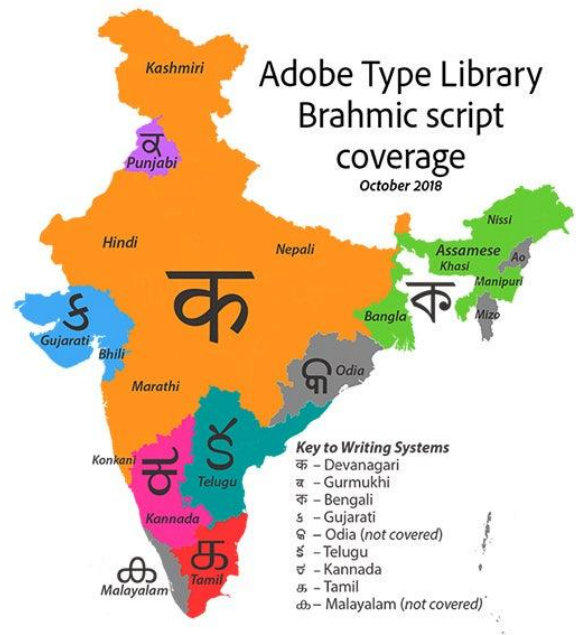 Adobe Type Library
Brahmic script
coverage
October 2018
Kashmiri
ਕ
Punjabi
Hindi
Nepali
क
Nissi
Assamese
Khasi
Ao
Manipuri
Bangla
ক
Mizo
ક
Gujarati
Bhili
Marathi
କ
Odia
Konkani
క
Telugu
ಕ
Kannada
க
Tamil
ക
Malayalam
Key to Writing Systems
क – Devanagari
ਕ – Gurmukhi
ক – Bengali
ક – Gujarati
କ – Odia (not covered)
క – Telugu
ಕ – Kannada
க – Tamil
ക – Malayalam (not covered)